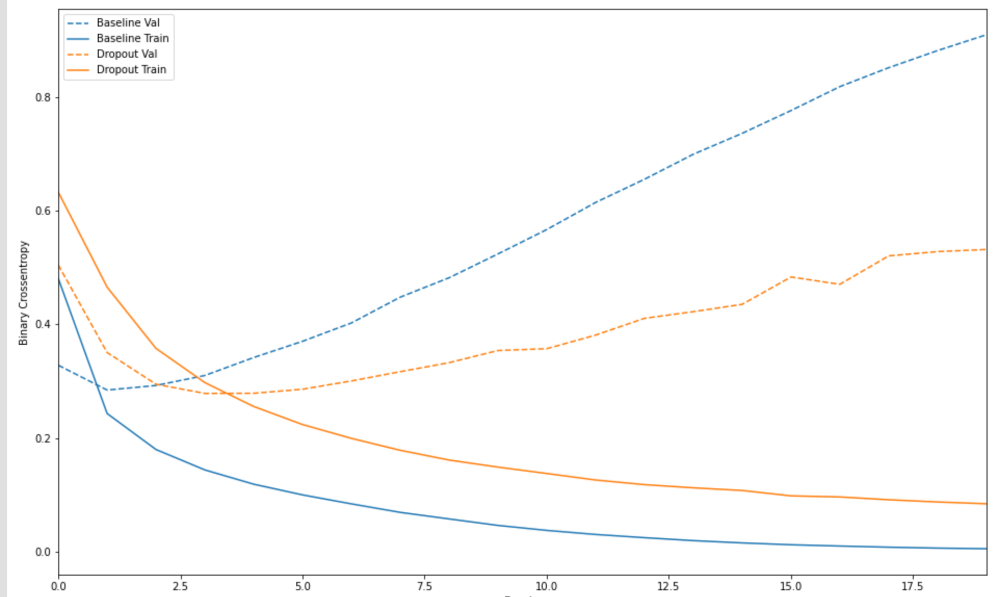 Baseline Val
Baseline Train
Dropout Val
Dropout Train
Binary Crossentropy
0.8
0.6
0.4
0.2
0.0
0.0 2.5 5.0 7.5 10.0 12.5 15.0 17.5